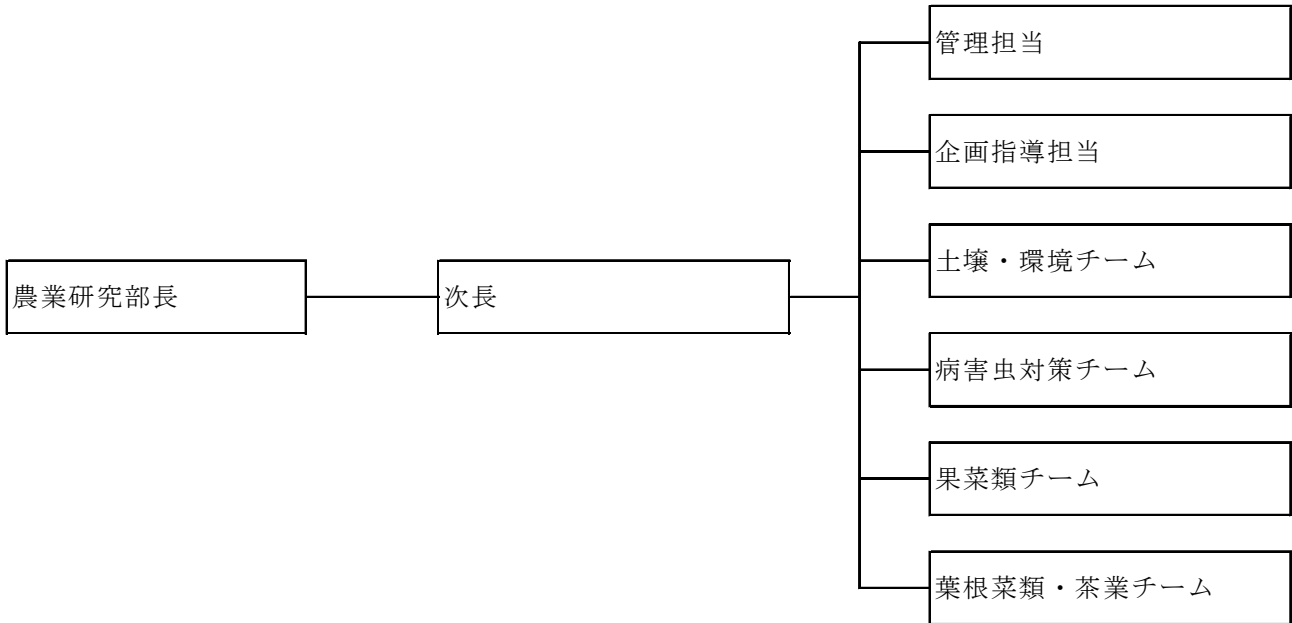 農業研究部長
次長
管理担当
企画指導担当
土壌・環境チーム
病害虫対策チーム
果菜類チーム
葉根菜類・茶業チーム